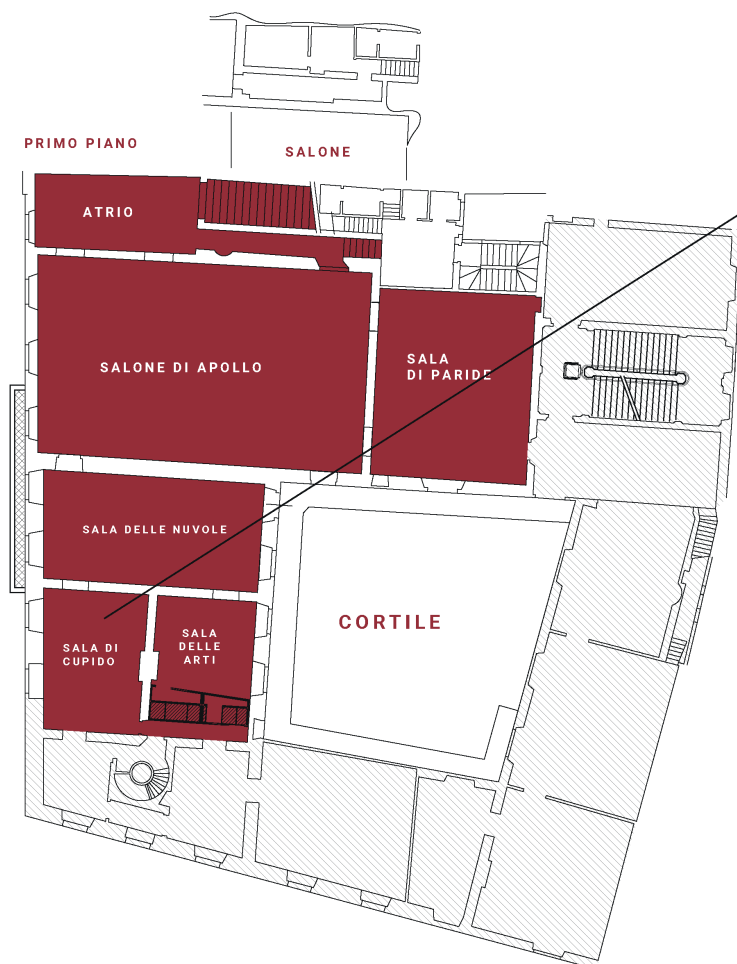 PRIMO PIANO
SALONE
ATRIO
SALONE DI APOLLO
SALA
DI PARIDE
SALA DELLE NUVOLE
CORTILE
SALA DI
CUPIDO
SALA
DELLE
ARTI